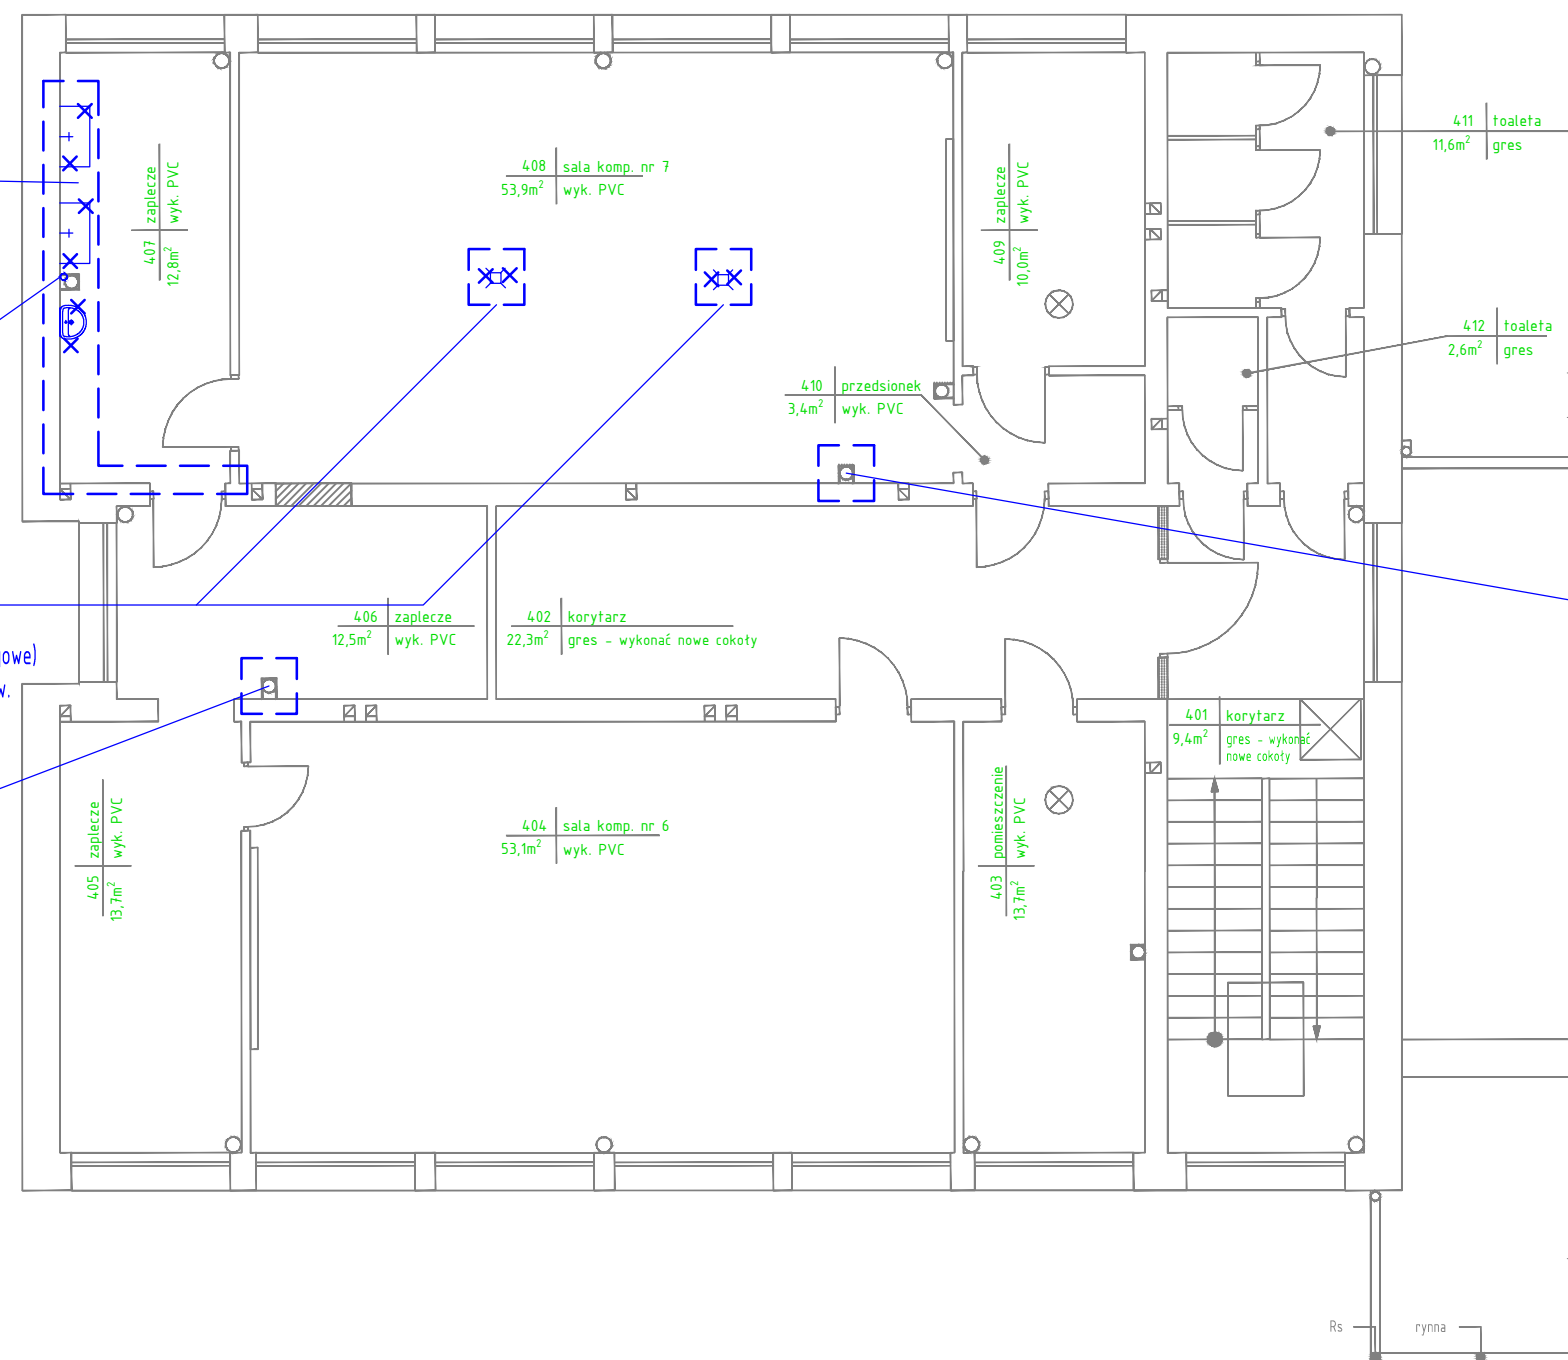 411 toaleta
11,6m² gres
408 sala komp. nr 7
53,9m² wyk. PVC
407 zaplecze
12,8m² wyk. PVC
409 zaplecze
10,0m² wyk. PVC
412 toaleta
2,6m² gres
410 przedsionek
3,4m² wyk. PVC
406 zaplecze
12,5m² wyk. PVC
402 korytarz
22,3m² gres - wykonać nowe cokoły
owe)
w.
401 korytarz
9,4m² gres - wykonać
nowe cokoły
404 sala komp. nr 6
53,1m² wyk. PVC
405 zaplecze
13,7m² wyk. PVC
403 pomieszczenie
13,7m² wyk. PVC
Rs rynna